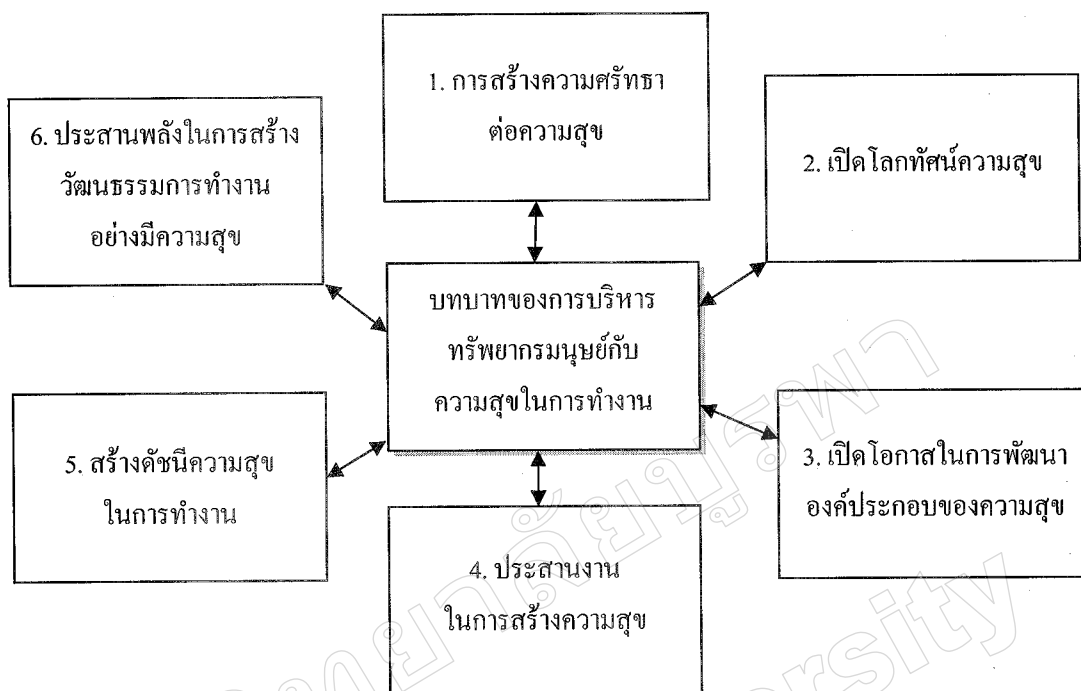 1. การสร้างความศรัทธา
ต่อความสุข
6. ประสานพลังในการสร้าง
วัฒนธรรมการทำงาน
อย่างมีความสุข
2. เปิดโลกทัศน์ความสุข
บทบาทของการบริหาร
ทรัพยากรมนุษย์กับ
ความสุขในการทำงาน
5. สร้างดัชนีความสุข
ในการทำงาน
3. เปิดโอกาสในการพัฒนา
องค์ประกอบของความสุข
4. ประสานงาน
ในการสร้างความสุข